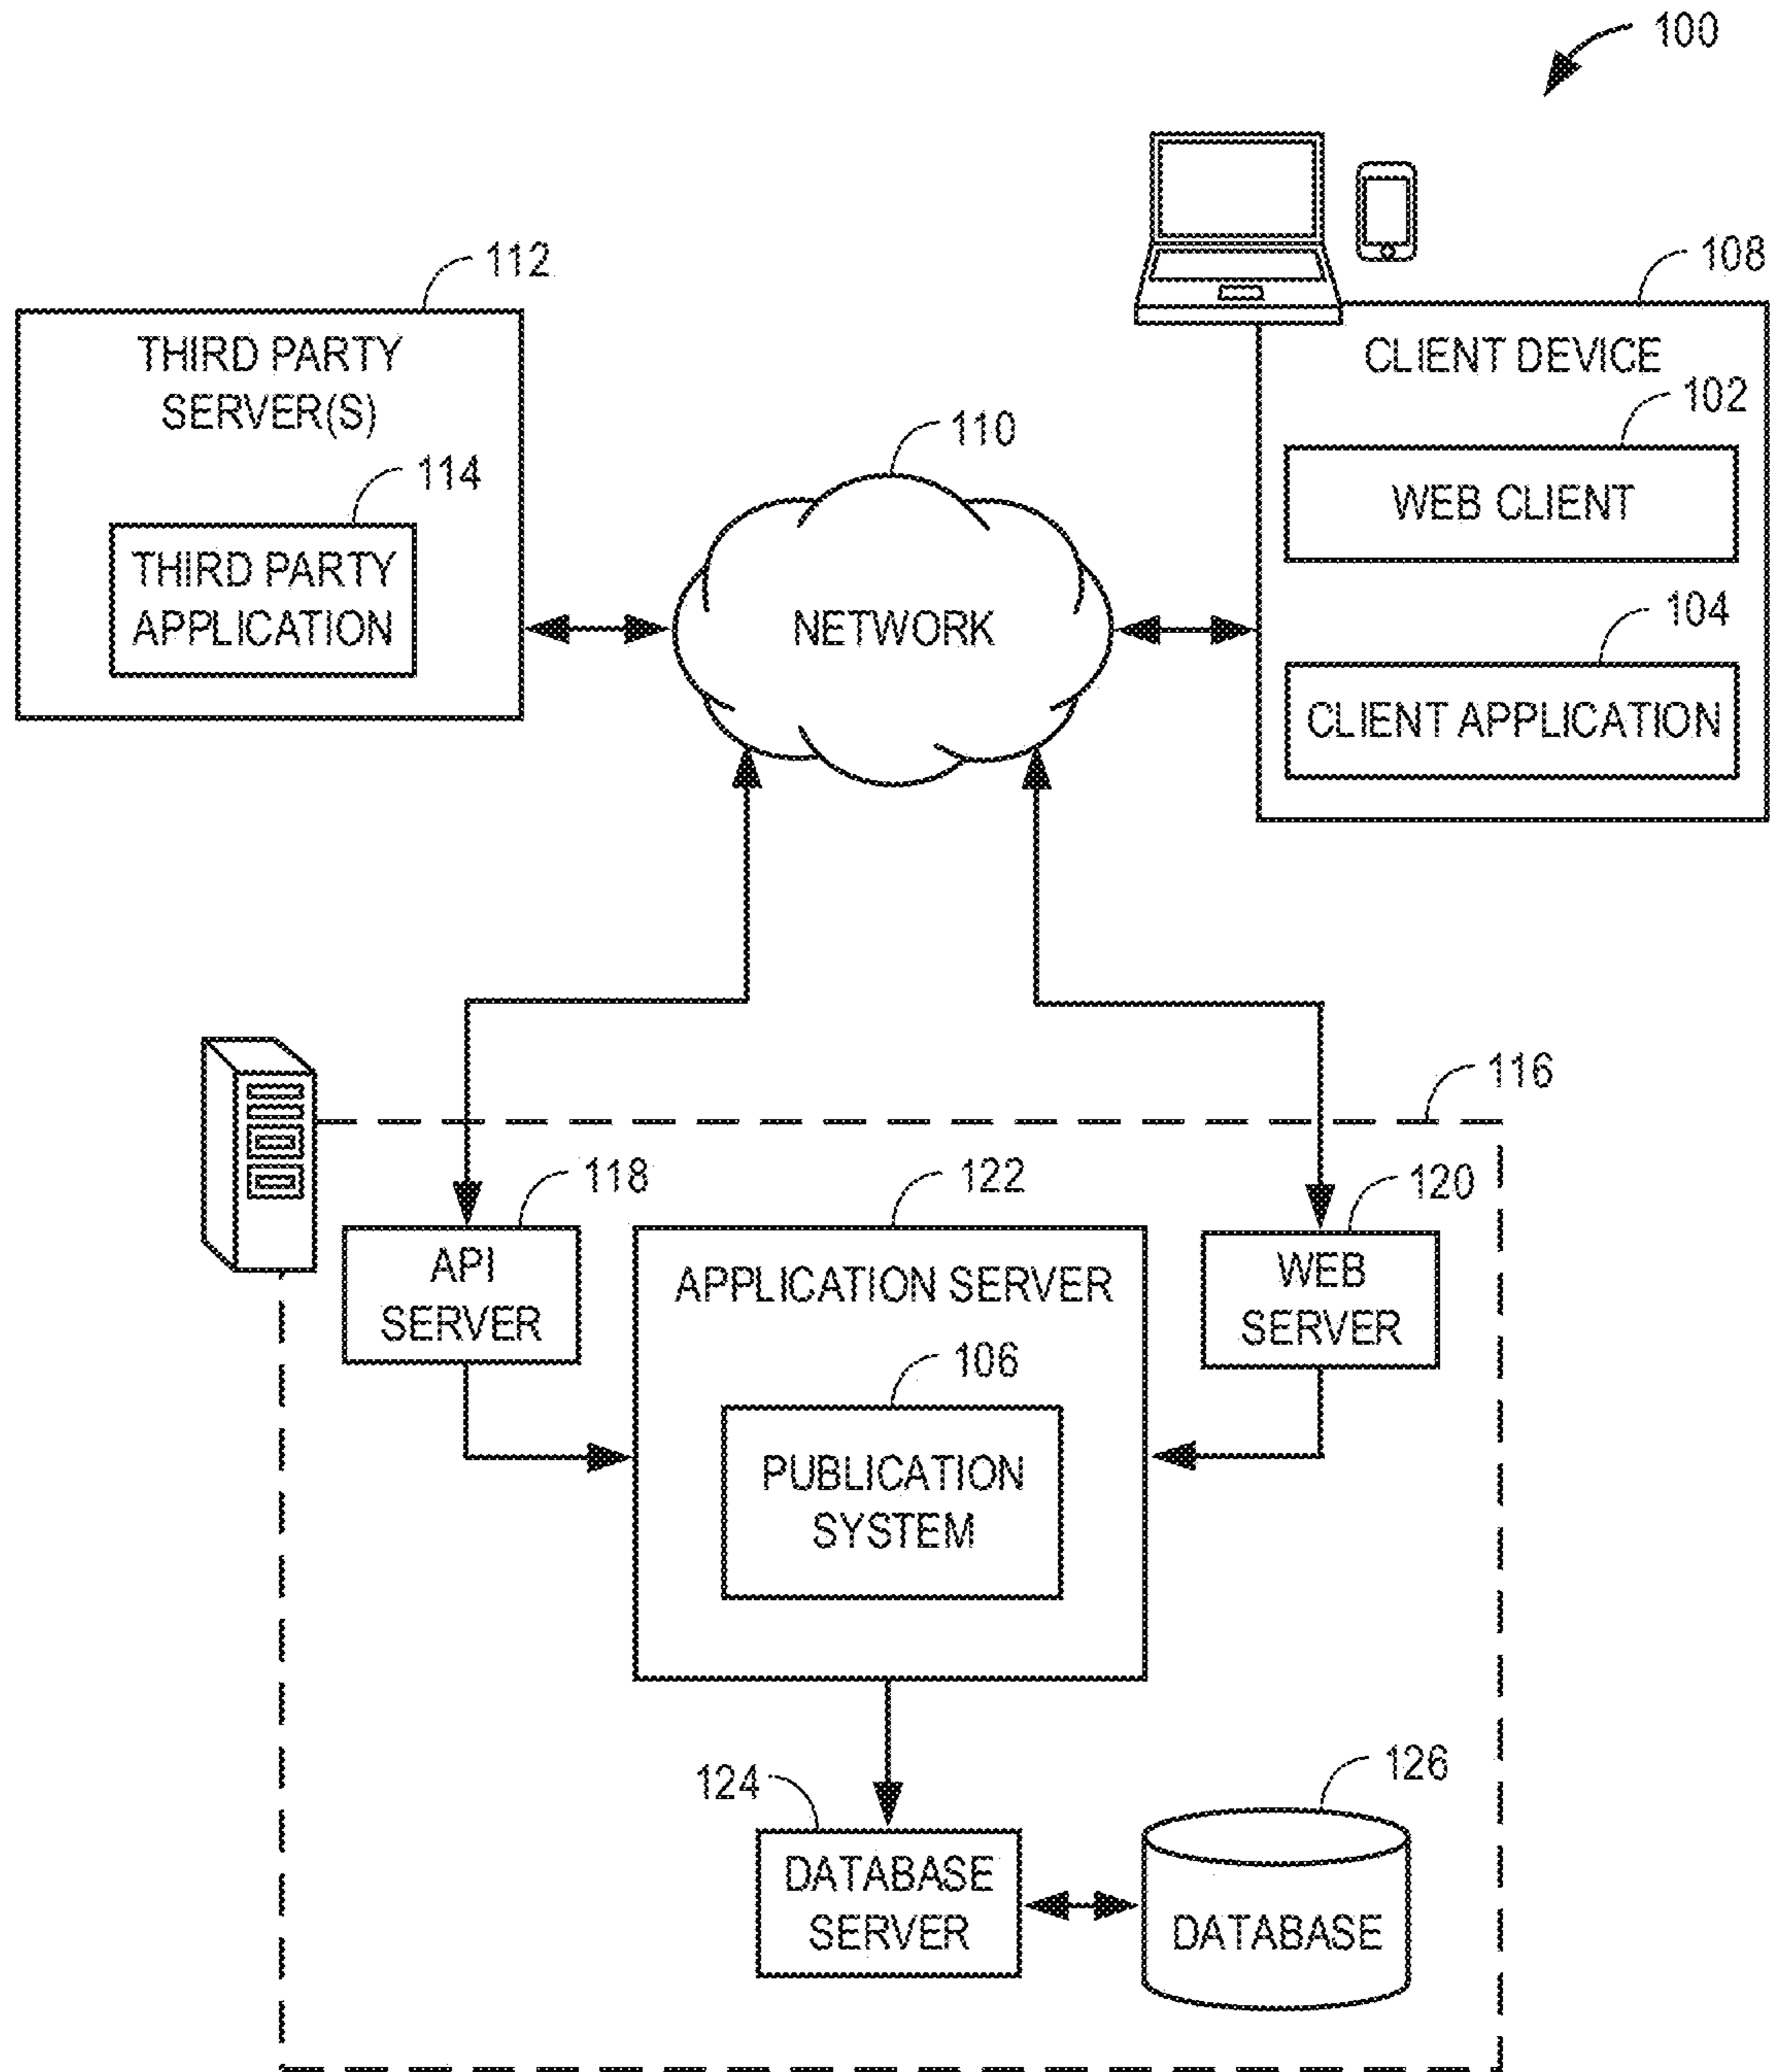 100
112
THIRD PARTY
SERVER(S)
114
THIRD PARTY
APPLICATION
110
NETWORK
108
CLIENT DEVICE
102
WEB CLIENT
104
CLIENT APPLICATION
116
118
API
SERVER
122
APPLICATION SERVER
106
PUBLICATION
SYSTEM
120
WEB
SERVER
124
DATABASE
SERVER
126
DATABASE